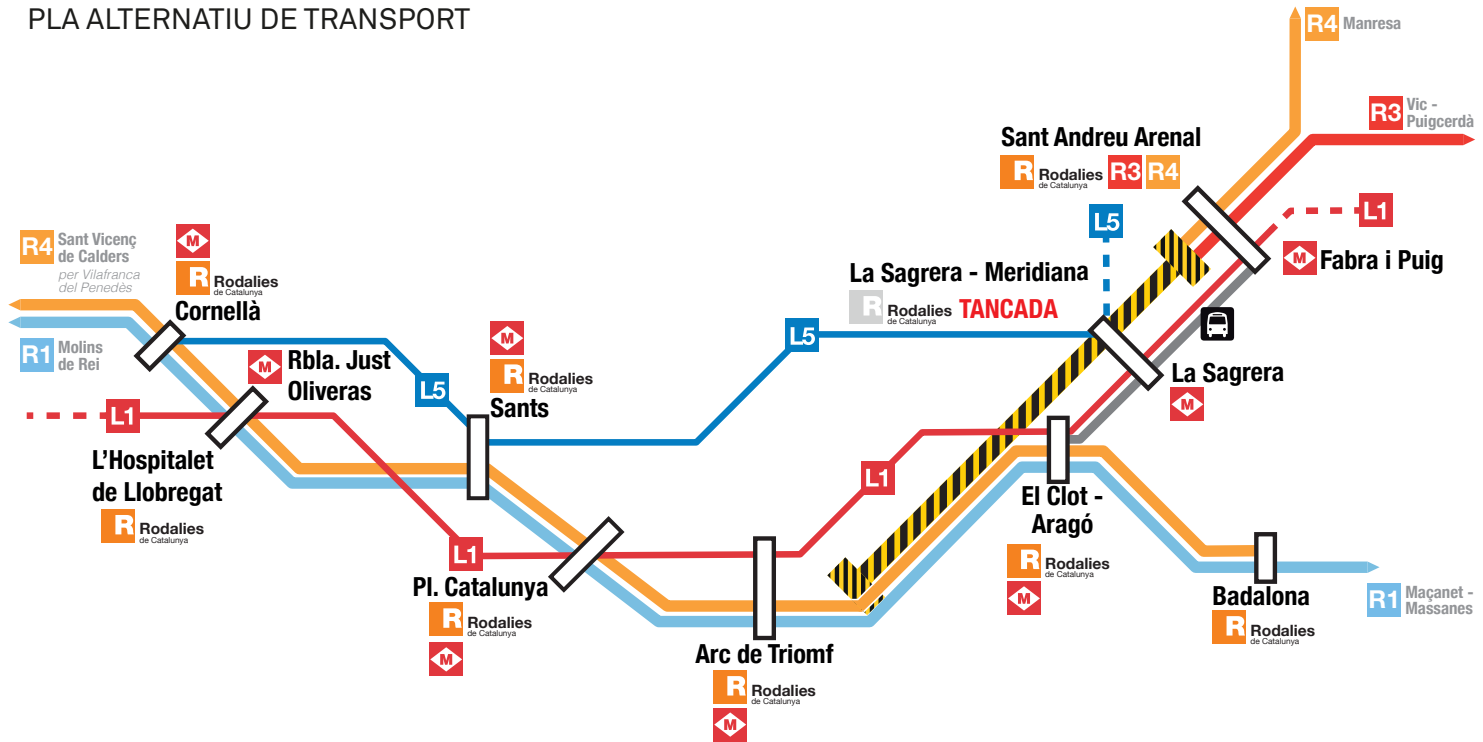 PLA ALTERNATIU DE TRANSPORT
R4 Manresa
R3 Vic -
Puigcerdà
Sant Andreu Arenal
R Rodalies
de Catalunya
R3 R4
L1
L5
M Fabra i Puig
R4 Sant Vicenç
de Calders
per Vilafranca
del Penedès
M
R Rodalies
de Catalunya
Cornellà
La Sagrera - Meridiana
R Rodalies
de Catalunya
TANCADA
R1 Molins
de Rei
M Rbla. Just
Oliveras
M
R Rodalies
de Catalunya
Sants
L5
L5
La Sagrera
M
L1
L'Hospitalet
de Llobregat
R Rodalies
de Catalunya
L1
L1
Pl. Catalunya
R Rodalies
de Catalunya
M
Arc de Triomf
R Rodalies
de Catalunya
M
El Clot -
Aragó
R Rodalies
de Catalunya
M
Badalona
R Rodalies
de Catalunya
R1 Maçanet -
Massanes